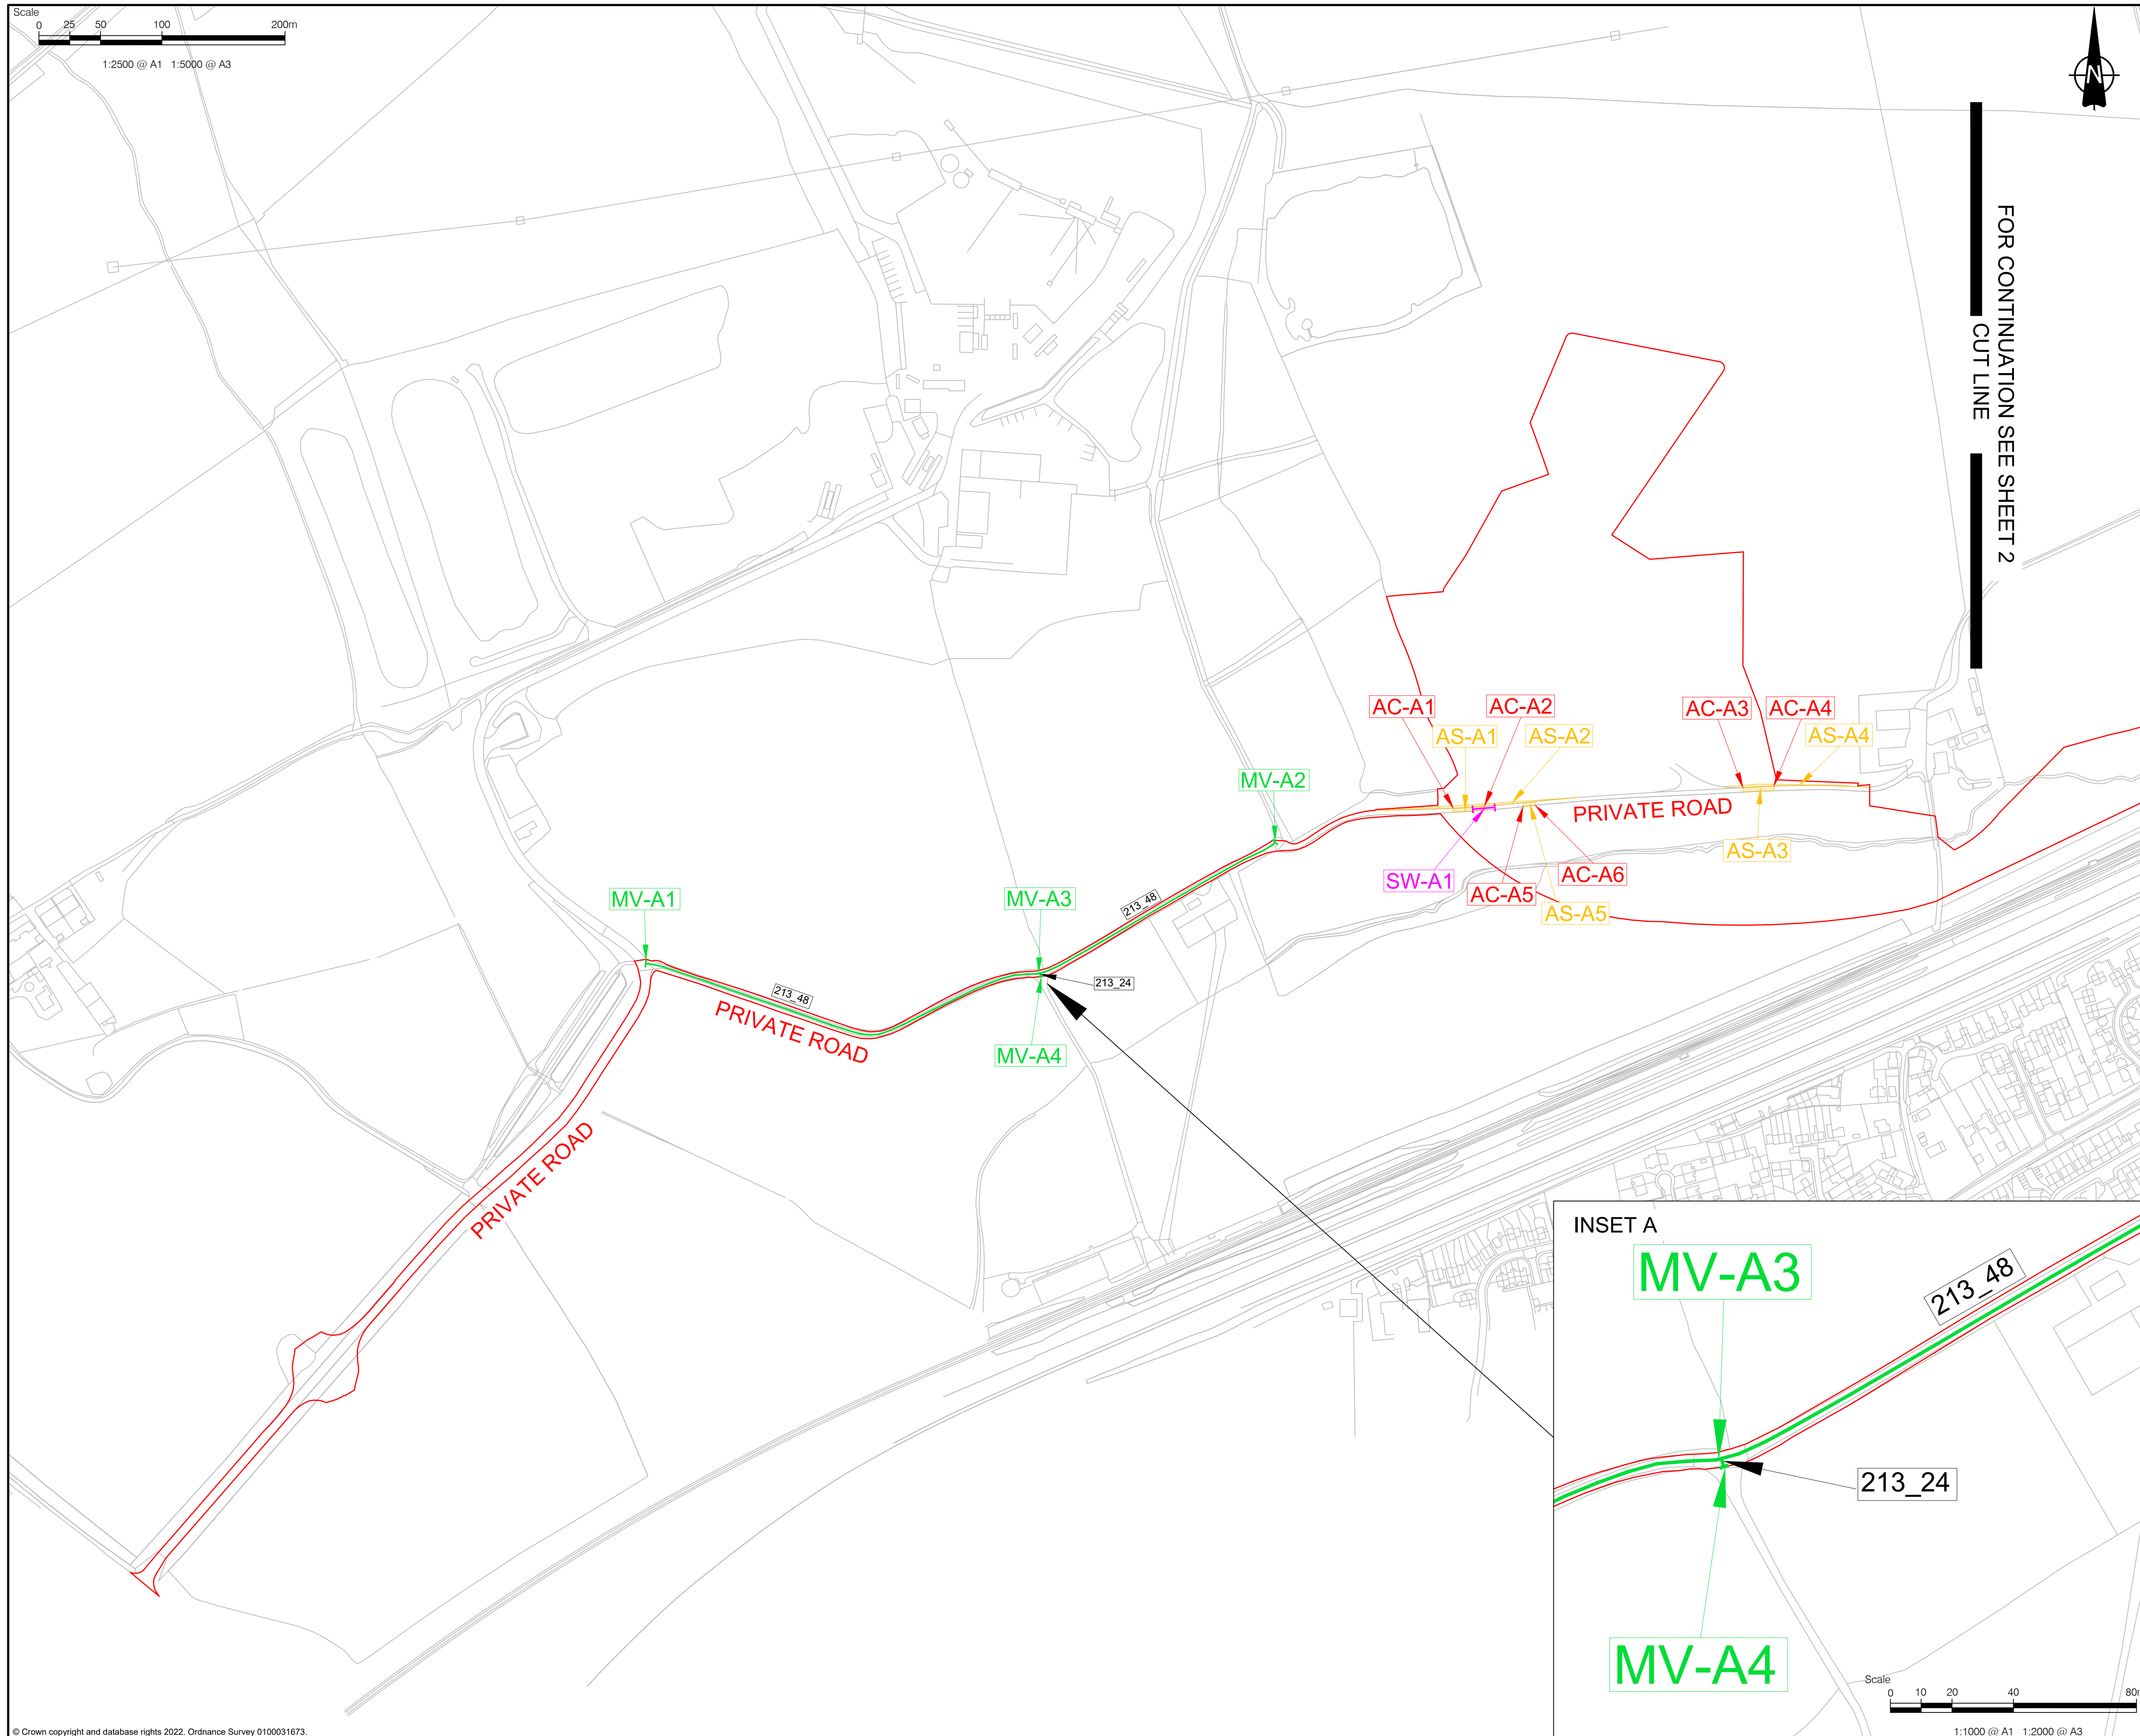 Scale
0 25 50 100 200m
1:2500 @ A1 1:5000 @ A3
N
FOR CONTINUATION SEE SHEET 2
CUT LINE
AC-A1
AC-A2
AC-A3
AC-A4
AS-A1
AS-A2
AS-A4
MV-A2
PRIVATE ROAD
AS-A3
SW-A1
AC-A5
AC-A6
AS-A5
MV-A1
MV-A3
213_48
213_48
213_24
PRIVATE ROAD
MV-A4
PRIVATE ROAD
INSET A
MV-A3
213_48
213_24
MV-A4
Scale
0 10 20 40 80m
1:1000 @ A1 1:2000 @ A3
© Crown copyright and database rights 2022. Ordnance Survey 0100031673.